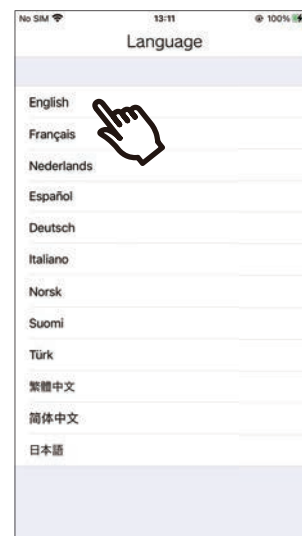 No SIM 13:11 100%
Language
English
Français
Nederlands
Español
Deutsch
Italiano
Norsk
Suomi
Türk
繁體中文
简体中文
日本語